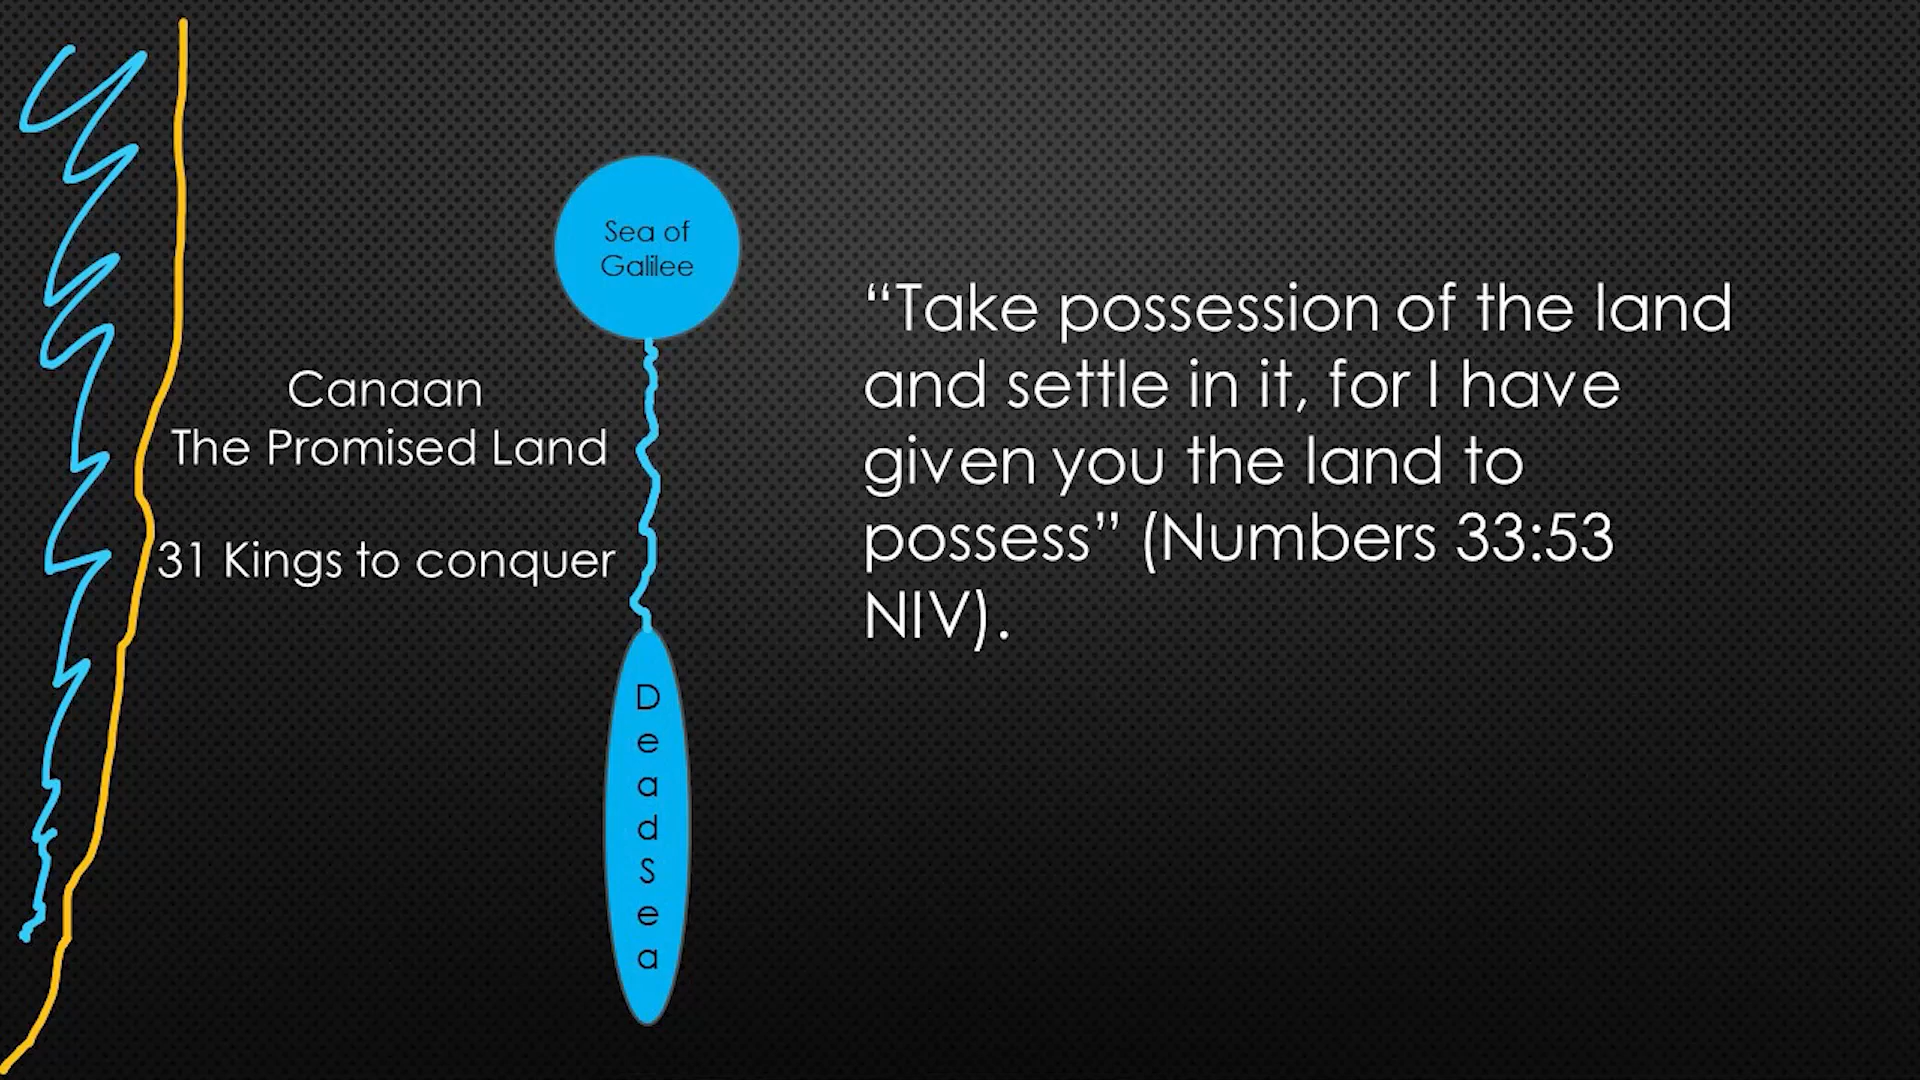 Sea of
Galilee
Canaan
The Promised Land
31 Kings to conquer
D
e
a
d
S
e
a
“Take possession of the land
and settle in it, for I have
given you the land to
possess” (Numbers 33:53
NIV).